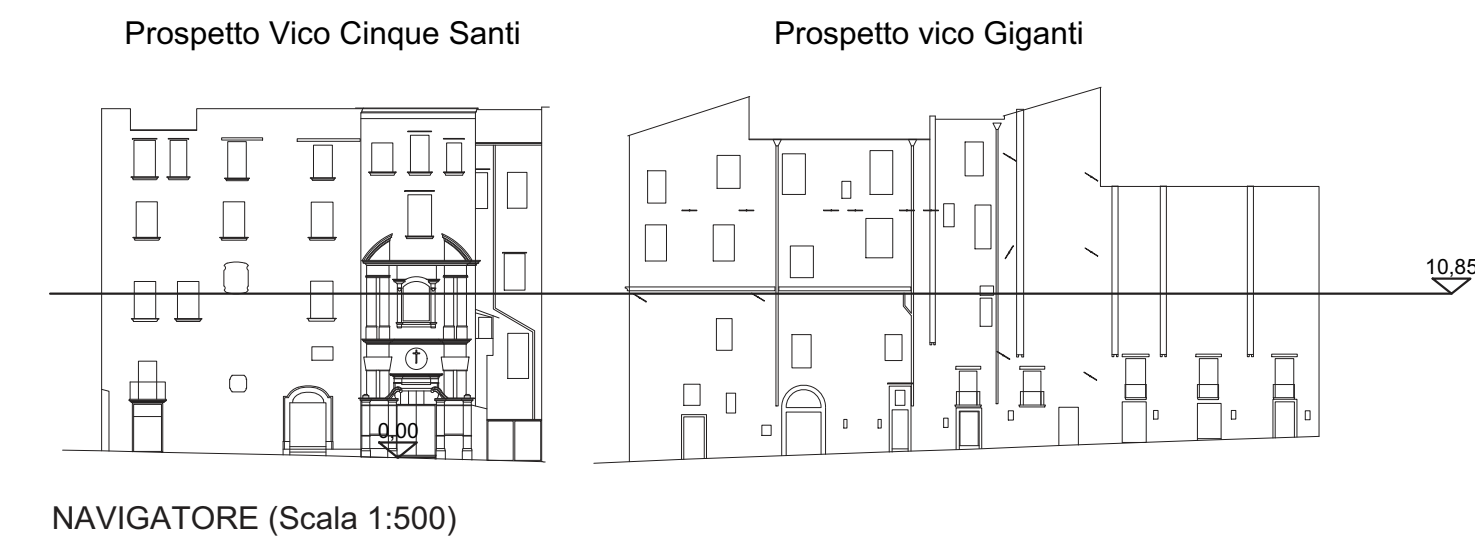 Prospetto Vico Cinque Santi
Prospetto vico Giganti
10,85
0,00
NAVIGATORE (Scala 1:500)